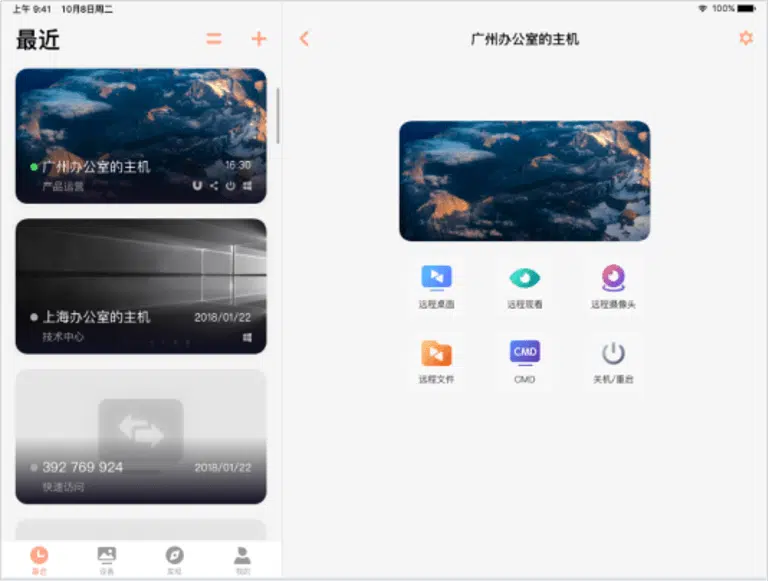 上午 9:41 10月8日周二
100%
最近
广州办公室的主机
16:30
产品运营
上海办公室的主机
2018/01/22
技术中心
392 769 924
2018/01/22
快速访问
最近
设备
发现
我的
广州办公室的主机
远程桌面
远程观看
远程摄像头
远程文件
CMD
CMD
关机/重启